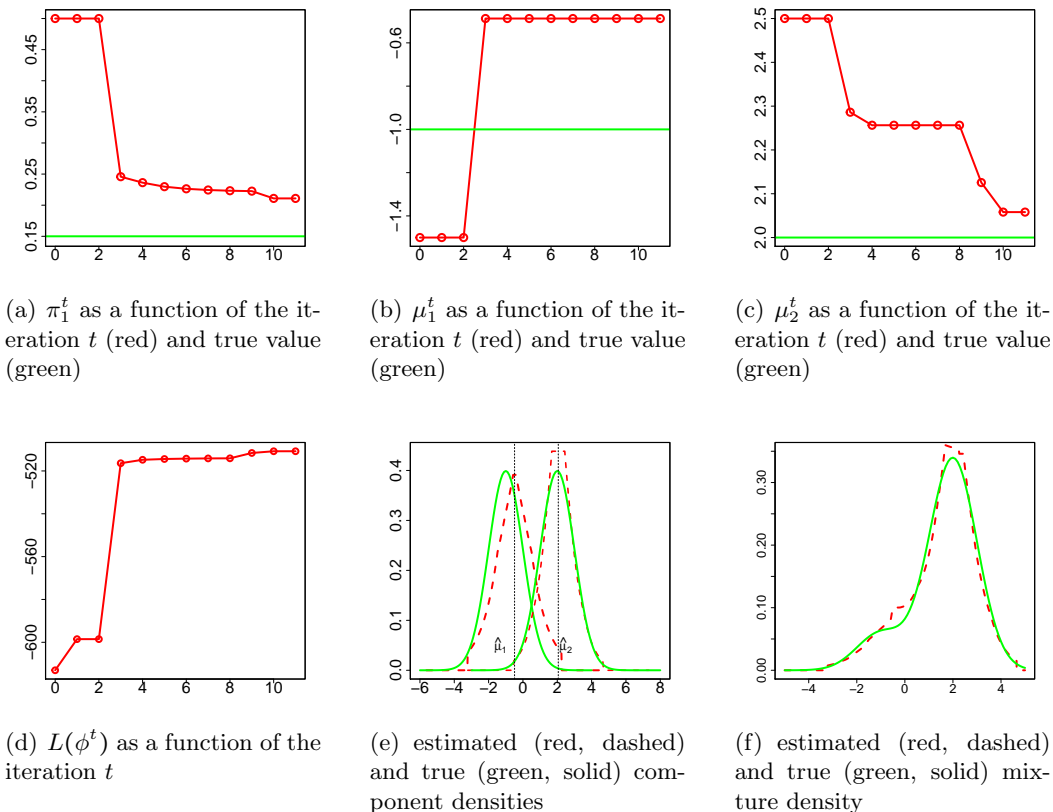 0.45
0.35
0.25
0.15
0 2 4 6 8 10
−0.6
−1.0
−1.4
0 2 4 6 8 10
2.5
2.4
2.3
2.2
2.1
2.0
0 2 4 6 8 10
(a) π₁ᵗ as a function of the it-
eration t (red) and true value
(green)
(b) μ₁ᵗ as a function of the it-
eration t (red) and true value
(green)
(c) μ₂ᵗ as a function of the it-
eration t (red) and true value
(green)
−520
−560
−600
0 2 4 6 8 10
0.4
0.3
0.2
0.1
0.0
μ̂₁
μ̂₂
−6 −4 −2 0 2 4 6 8
0.30
0.20
0.10
0.00
−4 −2 0 2 4
(d) L(ϕᵗ) as a function of the
iteration t
(e) estimated (red, dashed)
and true (green, solid) com-
ponent densities
(f) estimated (red, dashed)
and true (green, solid) mix-
ture density